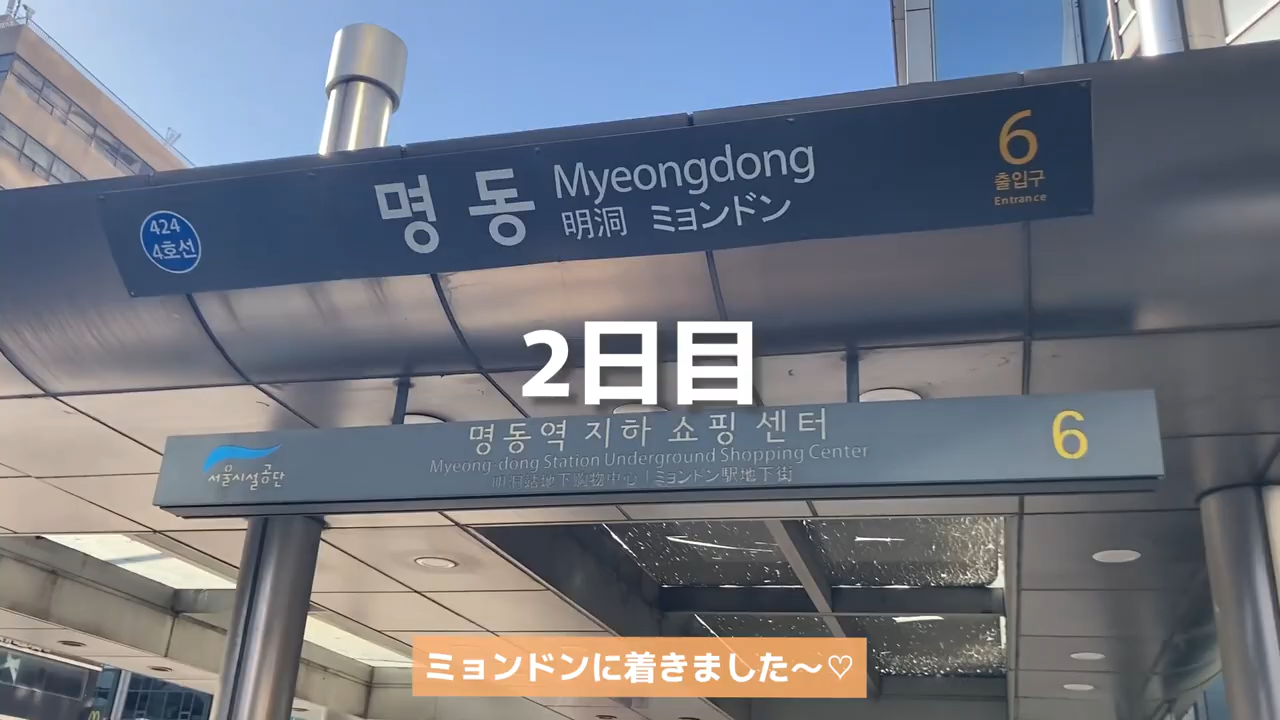 424
4호선
명동
Myeongdong
明洞 ミョンドン
6
출입구
Entrance
2日目
서울시설공단
명동역 지하 쇼핑 센터
Myeong-dong Station Underground Shopping Center
明洞站地下购物中心 | ミョンドン駅地下街
6
ミョンドンに着きました〜♡